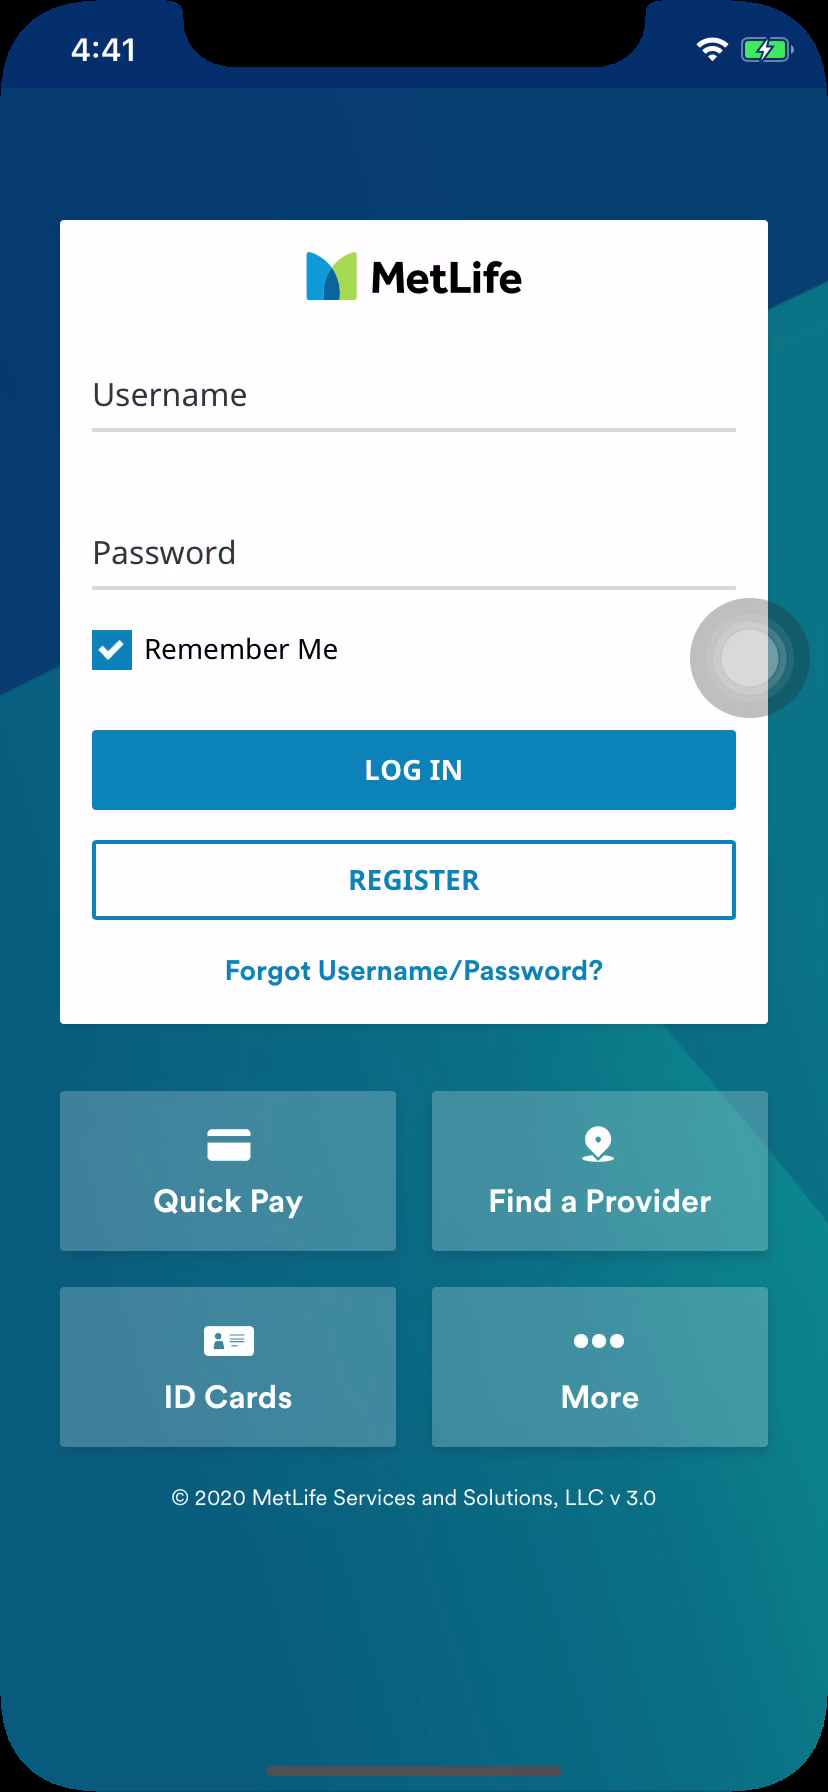 4:41
MetLife
Username
Password
Remember Me
LOG IN
REGISTER
Forgot Username/Password?
Quick Pay
Find a Provider
ID Cards
More
© 2020 MetLife Services and Solutions, LLC v 3.0